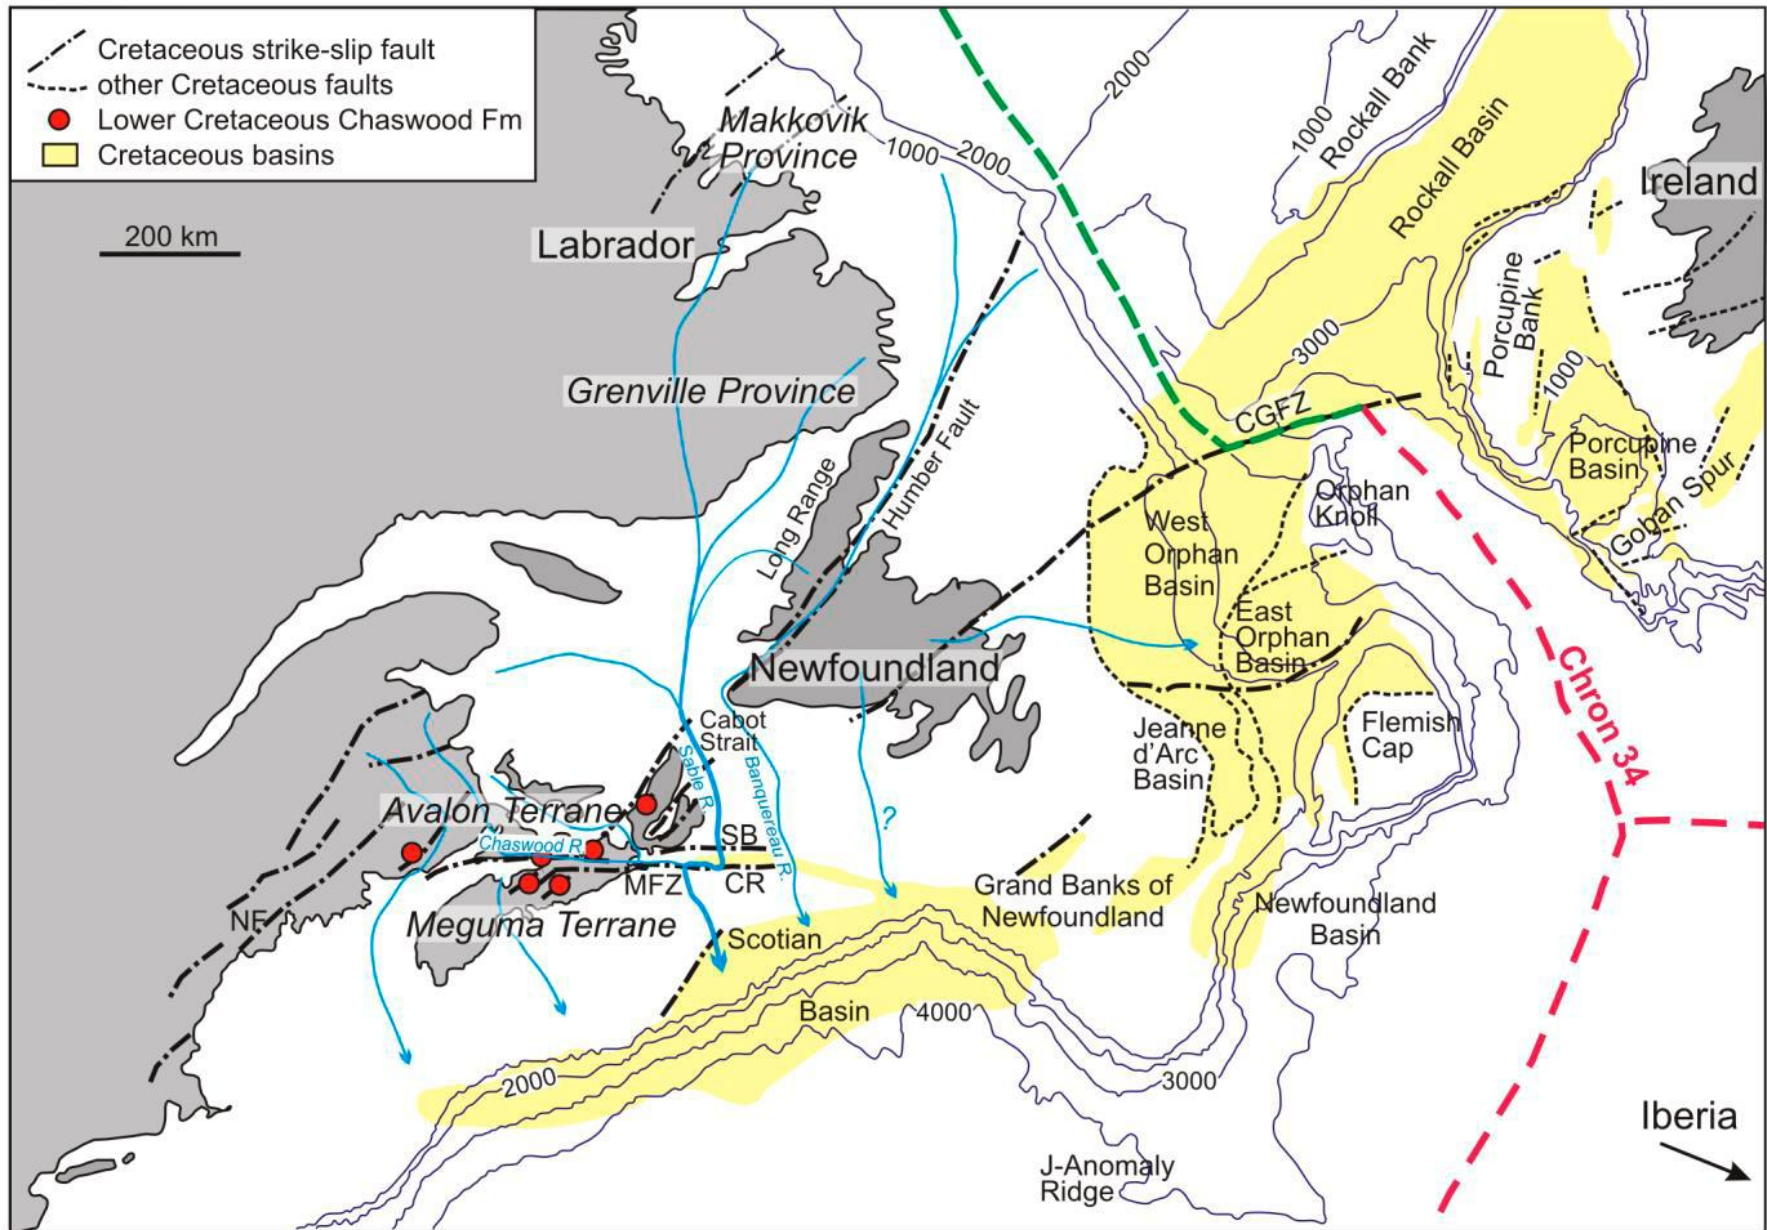 Cretaceous strike-slip fault
other Cretaceous faults
Lower Cretaceous Chaswood Fm
Cretaceous basins
200 km
Makkovik
Province
Labrador
1000
2000
2000
1000
Rockall Bank
Rockall Basin
Ireland
Grenville Province
Long Range
Humber Fault
3000
CGFZ
Porcupine
Bank
1000
Porcupine
Basin
Goban Spur
Orphan
Knoll
West
Orphan
Basin
East
Orphan
Basin
Newfoundland
Chron 34
Cabot
Strait
Sable R.
Banquereau R.
Jeanne
d'Arc
Basin
Flemish
Cap
Avalon Terrane
Chaswood R.
SB
?
MFZ
CR
NF
Meguma Terrane
Scotian
Basin
Grand Banks of
Newfoundland
Newfoundland
Basin
4000
2000
3000
J-Anomaly
Ridge
Iberia